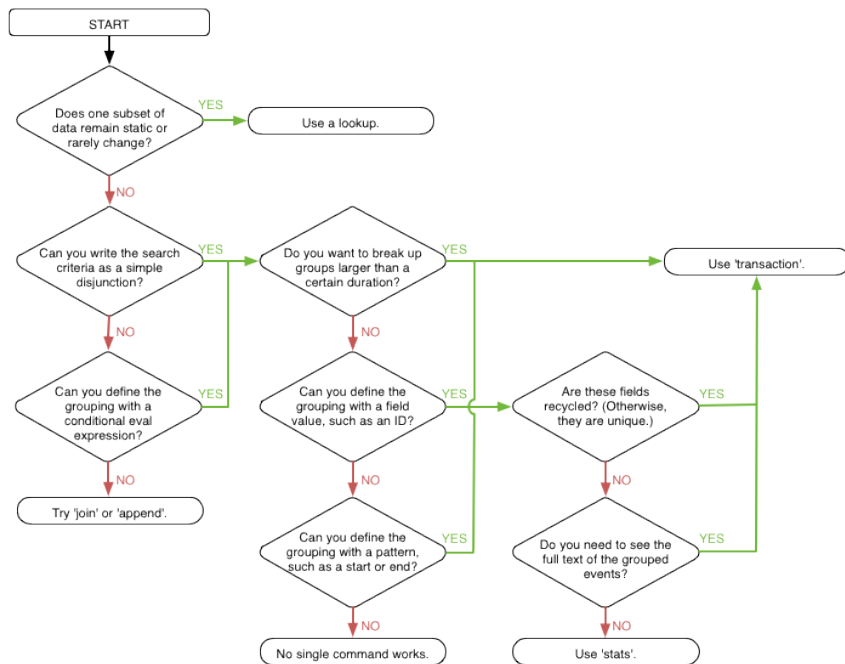 START
Does one subset of
data remain static or
rarely change?
YES
Use a lookup.
NO
Can you write the search
criteria as a simple
disjunction?
YES
Do you want to break up
groups larger than a
certain duration?
YES
Use 'transaction'.
NO
NO
Can you define the
grouping with a
conditional eval
expression?
YES
Can you define the
grouping with a field
value, such as an ID?
YES
Are these fields
recycled? (Otherwise,
they are unique.)
YES
NO
NO
NO
Try 'join' or 'append'.
Can you define the
grouping with a pattern,
such as a start or end?
YES
Do you need to see the
full text of the grouped
events?
YES
NO
NO
No single command works.
Use 'stats'.